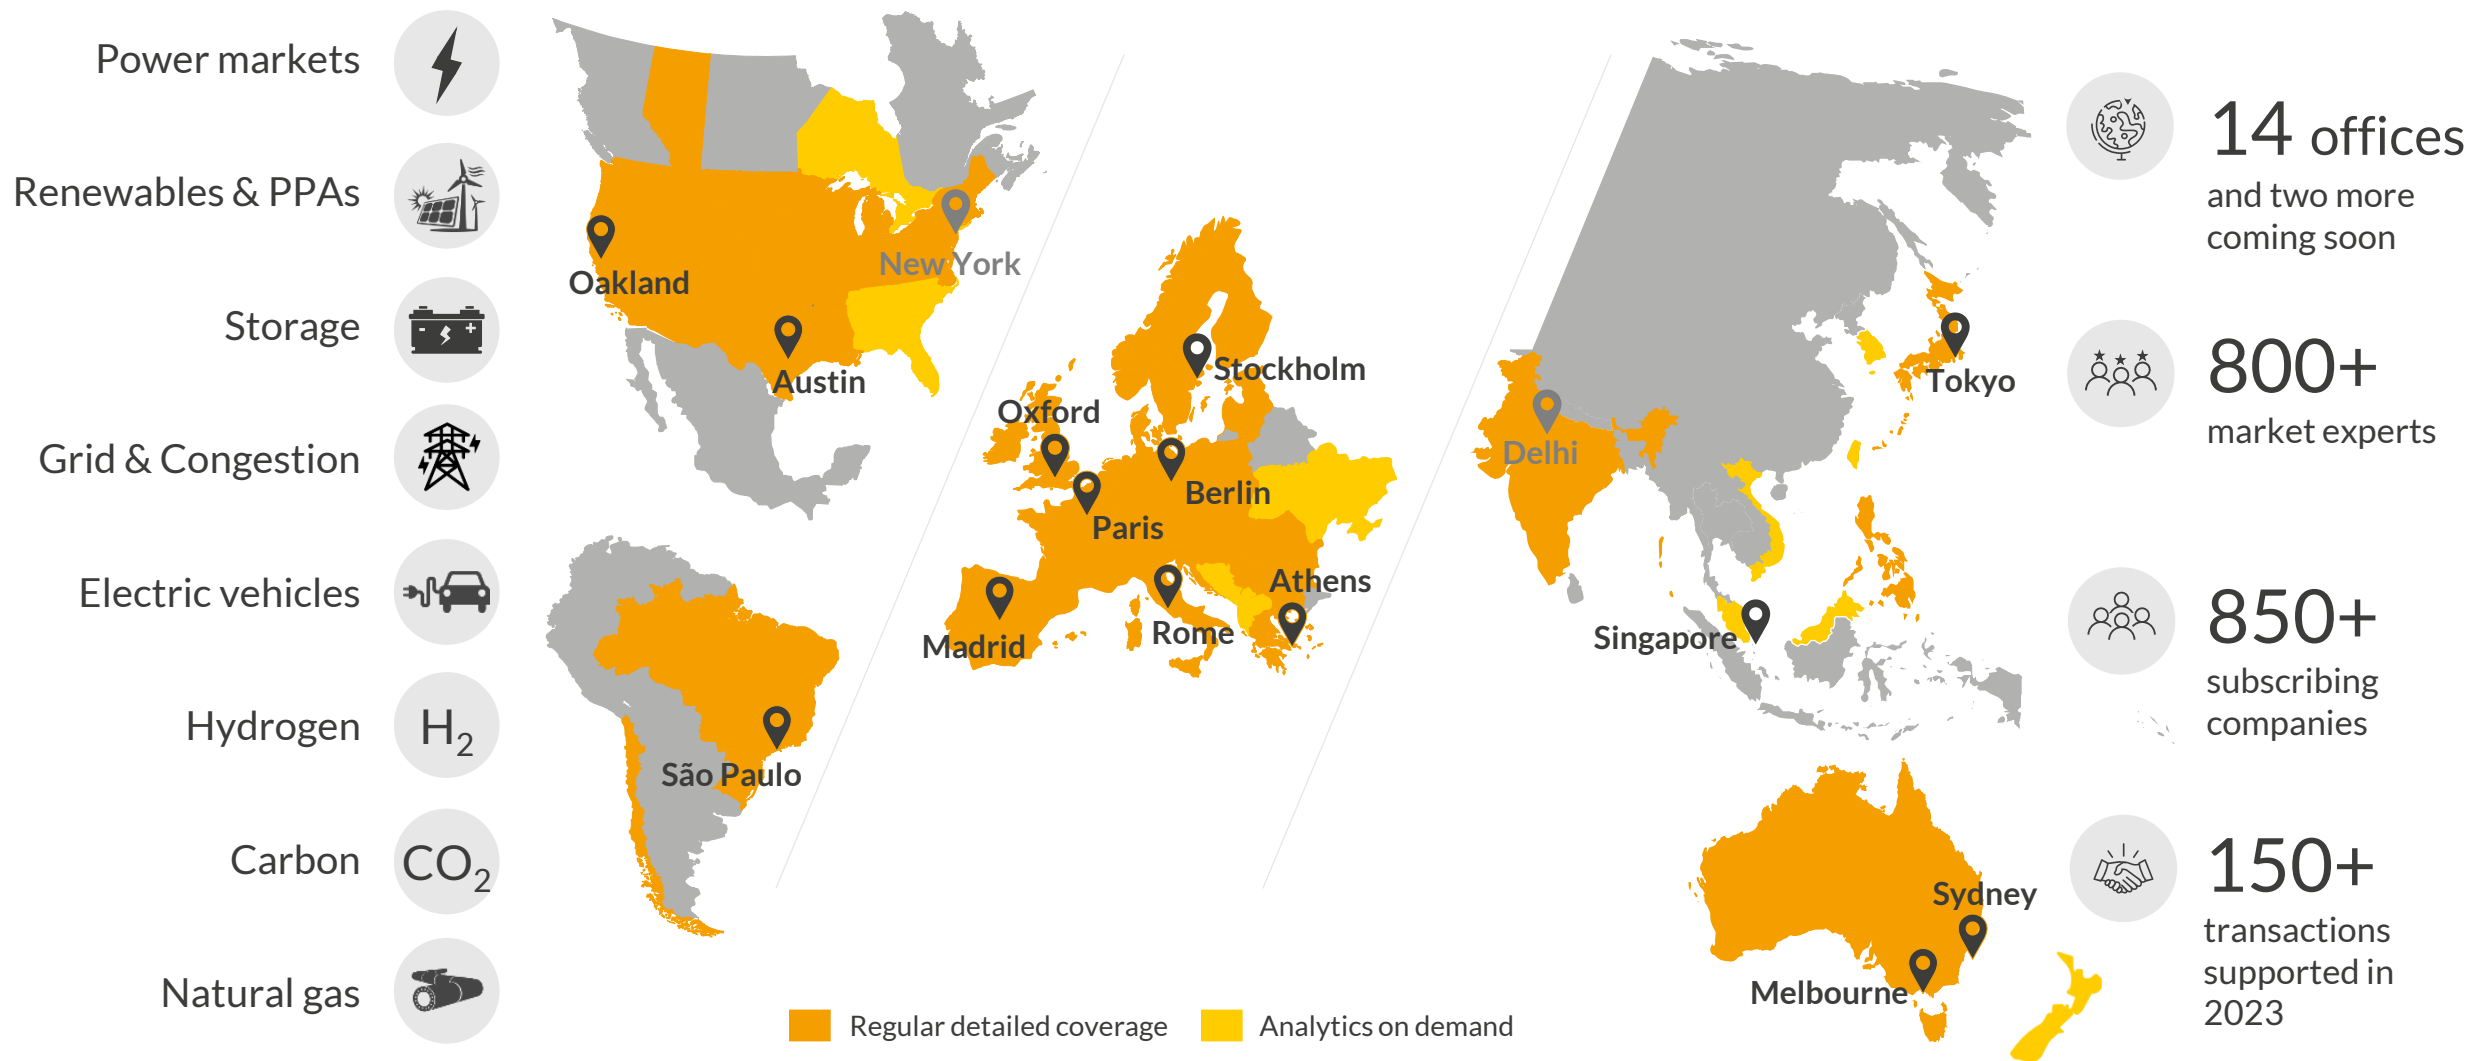 Power markets
Renewables & PPAs
Storage
Grid & Congestion
Electric vehicles
Hydrogen
H2
Carbon
CO2
Natural gas
Oakland
New York
Austin
São Paulo
Stockholm
Oxford
Berlin
Paris
Athens
Madrid
Rome
Delhi
Tokyo
Singapore
Sydney
Melbourne
Regular detailed coverage
Analytics on demand
14 offices
and two more
coming soon
800+
market experts
850+
subscribing
companies
150+
transactions
supported in
2023